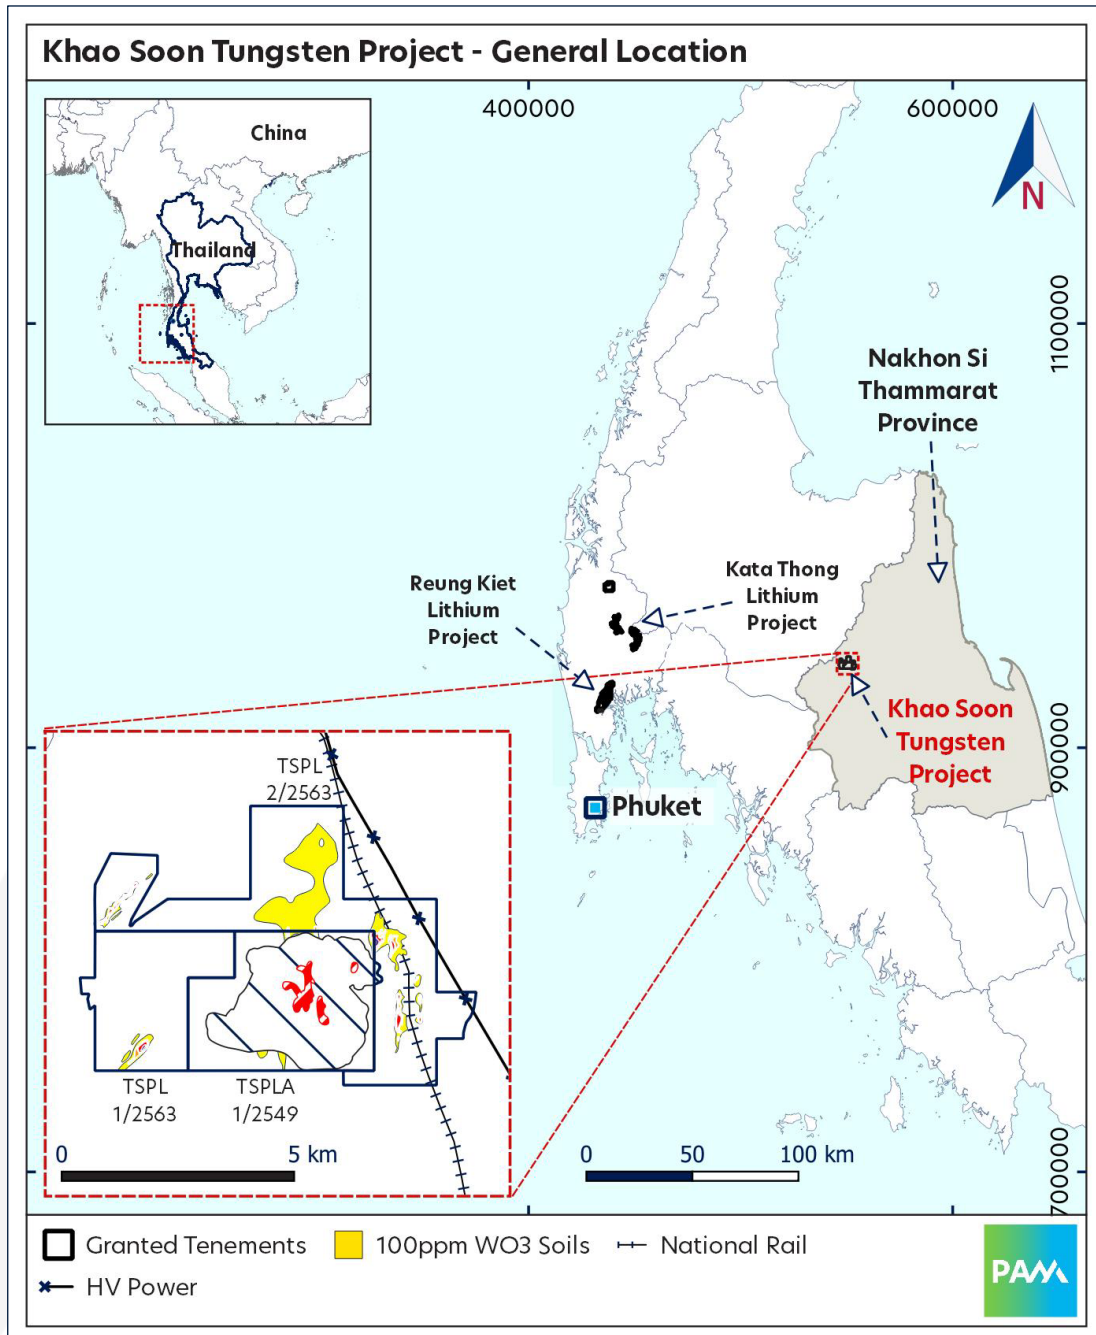 Khao Soon Tungsten Project - General Location
400000
600000
China
Thailand
N
1100000
Nakhon Si
Thammarat
Province
Reung Kiet
Lithium
Project
Kata Thong
Lithium
Project
Khao Soon
Tungsten
Project
900000
Phuket
TSPL
2/2563
TSPL
1/2563
TSPLA
1/2549
0 5 km
0 50 100 km
700000
Granted Tenements 100ppm WO3 Soils National Rail
HV Power
PAM